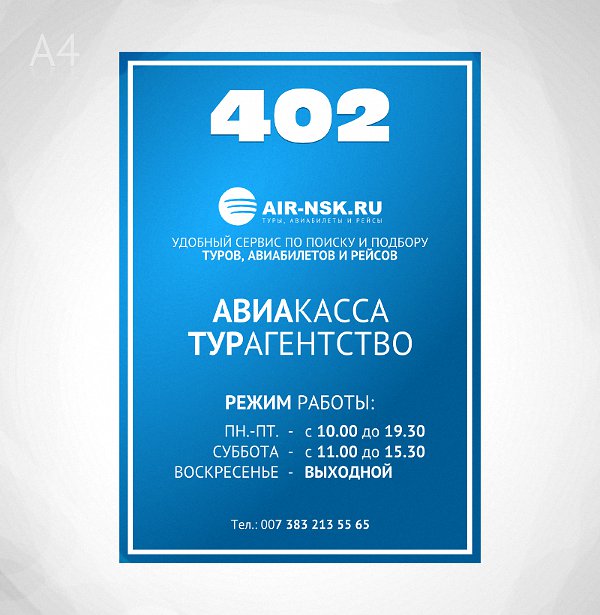 A4
402
AIR-NSK.RU
ТУРЫ, АВИАБИЛЕТЫ И РЕЙСЫ
УДОБНЫЙ СЕРВИС ПО ПОИСКУ И ПОДБОРУ
ТУРОВ, АВИАБИЛЕТОВ И РЕЙСОВ
АВИАКАССА
ТУРАГЕНТСТВО
РЕЖИМ РАБОТЫ:
ПН.-ПТ. - с 10.00 до 19.30
СУББОТА - с 11.00 до 15.30
ВОСКРЕСЕНЬЕ - ВЫХОДНОЙ
Тел.: 007 383 213 55 65